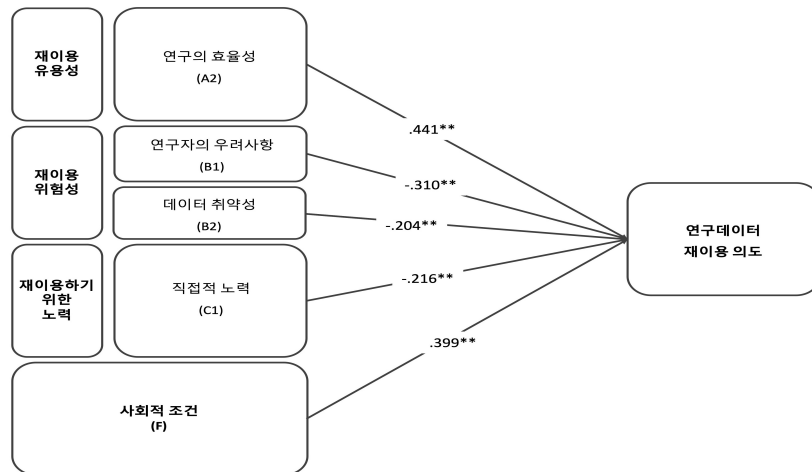 재이용
유용성
연구의 효율성
(A2)
.441**
재이용
위험성
연구자의 우려사항
(B1)
-.310**
데이터 취약성
(B2)
-.204**
재이용하기
위한
노력
직접적 노력
(C1)
-.216**
사회적 조건
(F)
.399**
연구데이터
재이용 의도